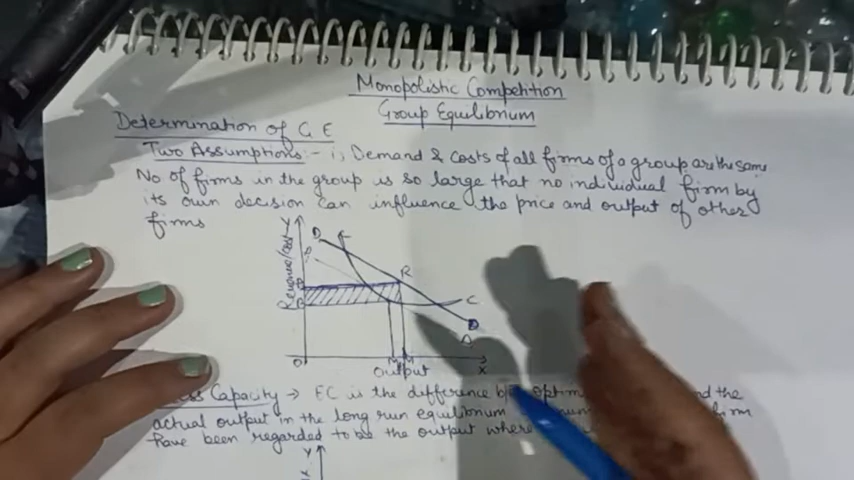 Monopolistic Competition
Group Equilibrium
Determination of G E
Two Assumptions:- i, Demand & Costs of all firms of a group are the same
No of firms in the group is so large that no individual firm by
its own decision can influence the price and output of other
firms
Y
D
R
C
D
O
M M
X
Output
Capacity → EC is the difference the
actual output in the long run equilibrium
have been regarded to be the output where
Y